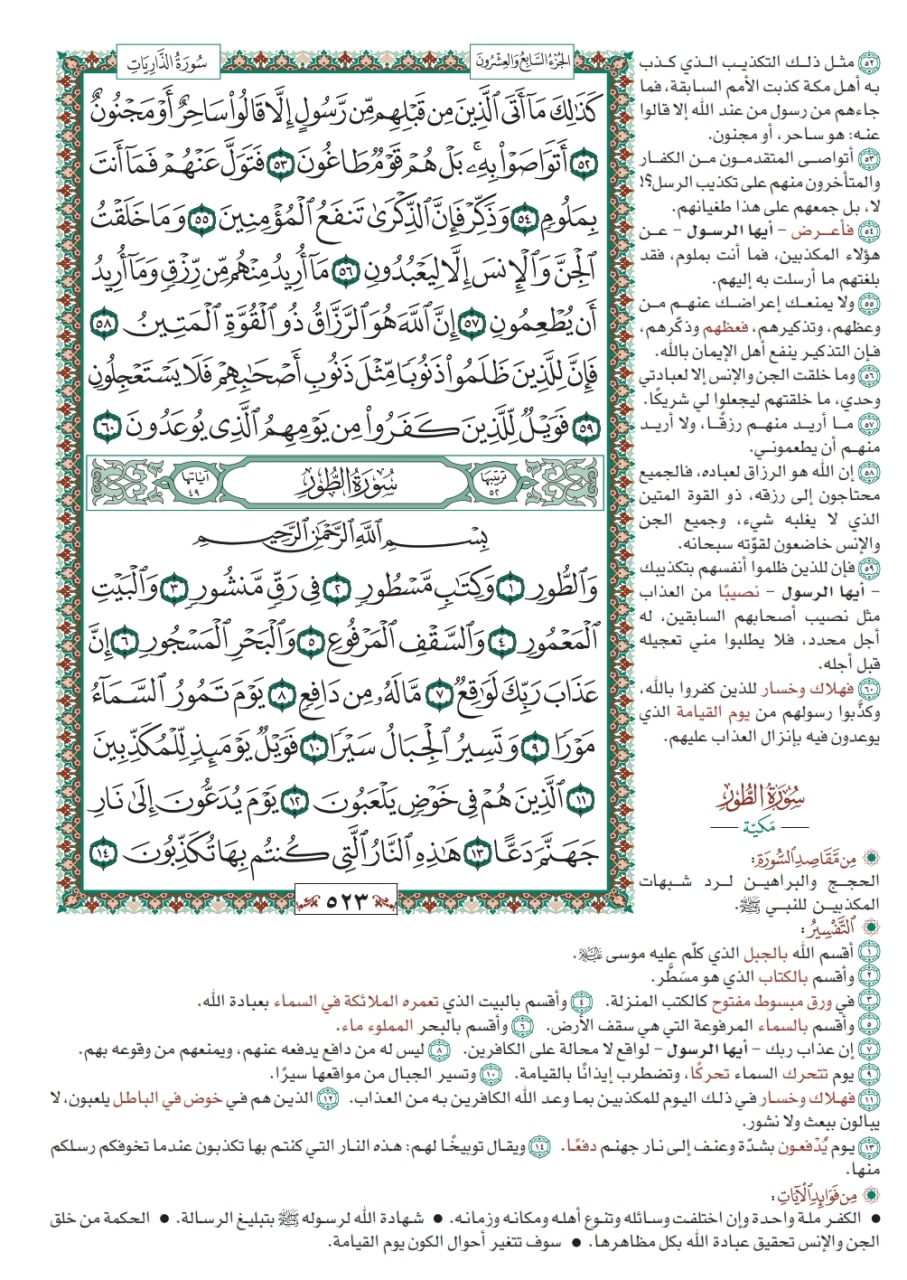 سُورَةُ الذَّارِيَاتِ
الجُزْءُ السَّابِعُ وَالعِشْرُونَ
كَذَٰلِكَ مَآ أَتَى ٱلَّذِينَ مِن قَبْلِهِم مِّن رَّسُولٍ إِلَّا قَالُوا۟ سَاحِرٌ أَوْ مَجْنُونٌ
٥٢ أَتَوَاصَوْا۟ بِهِۦ ۚ بَلْ هُمْ قَوْمٌ طَاغُونَ ٥٣ فَتَوَلَّ عَنْهُمْ فَمَآ أَنتَ
بِمَلُومٍ ٥٤ وَذَكِّرْ فَإِنَّ ٱلذِّكْرَىٰ تَنفَعُ ٱلْمُؤْمِنِينَ ٥٥ وَمَا خَلَقْتُ
ٱلْجِنَّ وَٱلْإِنسَ إِلَّا لِيَعْبُدُونِ ٥٦ مَآ أُرِيدُ مِنْهُم مِّن رِّزْقٍ وَمَآ أُرِيدُ
أَن يُطْعِمُونِ ٥٧ إِنَّ ٱللَّهَ هُوَ ٱلرَّزَّاقُ ذُو ٱلْقُوَّةِ ٱلْمَتِينُ ٥٨
فَإِنَّ لِلَّذِينَ ظَلَمُوا۟ ذَنُوبًا مِّثْلَ ذَنُوبِ أَصْحَٰبِهِمْ فَلَا يَسْتَعْجِلُونِ
٥٩ فَوَيْلٌ لِّلَّذِينَ كَفَرُوا۟ مِن يَوْمِهِمُ ٱلَّذِى يُوعَدُونَ ٦٠
تَرتيبُهَا ٥٢
سُورَةُ الطُّورِ
آيَاتُهَا ٤٩
بِسْمِ ٱللَّهِ ٱلرَّحْمَٰنِ ٱلرَّحِيمِ
وَٱلطُّورِ ١ وَكِتَٰبٍ مَّسْطُورٍ ٢ فِى رَقٍّ مَّنشُورٍ ٣ وَٱلْبَيْتِ
ٱلْمَعْمُورِ ٤ وَٱلسَّقْفِ ٱلْمَرْفُوعِ ٥ وَٱلْبَحْرِ ٱلْمَسْجُورِ ٦ إِنَّ
عَذَابَ رَبِّكَ لَوَٰقِعٌ ٧ مَّا لَهُۥ مِن دَافِعٍ ٨ يَوْمَ تَمُورُ ٱلسَّمَآءُ
مَوْرًا ٩ وَتَسِيرُ ٱلْجِبَالُ سَيْرًا ١٠ فَوَيْلٌ يَوْمَئِذٍ لِّلْمُكَذِّبِينَ
١١ ٱلَّذِينَ هُمْ فِى خَوْضٍ يَلْعَبُونَ ١٢ يَوْمَ يُدَعُّونَ إِلَىٰ نَارِ
جَهَنَّمَ دَعًّا ١٣ هَٰذِهِ ٱلنَّارُ ٱلَّتِى كُنتُم بِهَا تُكَذِّبُونَ ١٤
٥٢٣
٥٢ مثل ذلك التكذيب الذي كذب
به أهل مكة كذبت الأمم السابقة، فما
جاءهم من رسول من عند الله إلا قالوا
عنه: هو ساحر، أو مجنون.
٥٣ أتواصى المتقدمون من الكفار
والمتأخرون منهم على تكذيب الرسل؟!
لا، بل جمعهم على هذا طغيانهم.
٥٤ فأعرض - أيها الرسول - عن
هؤلاء المكذبين، فما أنت بملوم، فقد
بلغتهم ما أرسلت به إليهم.
٥٥ ولا يمنعك إعراضك عنهم من
وعظهم، وتذكيرهم، فعظهم وذكّرهم،
فإن التذكير ينفع أهل الإيمان بالله.
٥٦ وما خلقت الجن والإنس إلا لعبادتي
وحدي، ما خلقتهم ليجعلوا لي شريكًا.
٥٧ ما أريد منهم رزقًا، ولا أريد
منهم أن يطعموني.
٥٨ إن الله هو الرزاق لعباده، فالجميع
محتاجون إلى رزقه، ذو القوة المتين
الذي لا يغلبه شيء، وجميع الجن
والإنس خاضعون لقوّته سبحانه.
٥٩ فإن للذين ظلموا أنفسهم بتكذيبك
- أيها الرسول - نصيبًا من العذاب
مثل نصيب أصحابهم السابقين، له
أجل محدد، فلا يطلبوا مني تعجيله
قبل أجله.
٦٠ فهلاك وخسار للذين كفروا بالله،
وكذَّبوا رسولهم من يوم القيامة الذي
يوعدون فيه بإنزال العذاب عليهم.
سُورَةُ الطُّورِ
— مَكيّة —
مِن مَّقَاصِدِ السُّورَةِ:
الحجج والبراهين لرد شبهات
المكذبين للنبي ﷺ.
التَّفْسِيرُ:
١ أقسم الله بالجبل الذي كلّم عليه موسى عليه السلام.
٢ وأقسم بالكتاب الذي هو مسَطَّر.
٣ في ورق مبسوط مفتوح كالكتب المنزلة. ٤ وأقسم بالبيت الذي تعمره الملائكة في السماء بعبادة الله.
٥ وأقسم بالسماء المرفوعة التي هي سقف الأرض. ٦ وأقسم بالبحر المملوء ماء.
٧ إن عذاب ربك - أيها الرسول - لواقع لا محالة على الكافرين. ٨ ليس له من دافع يدفعه عنهم، ويمنعهم من وقوعه بهم.
٩ يوم تتحرك السماء تحركًا، وتضطرب إيذانًا بالقيامة. ١٠ وتسير الجبال من مواقعها سيرًا.
١١ فهلاك وخسار في ذلك اليوم للمكذبين بما وعد الله الكافرين به من العذاب. ١٢ الذين هم في خوض في الباطل يلعبون، لا
يبالون ببعث ولا نشور.
١٣ يوم يُدْفعون بشدّة وعنف إلى نار جهنم دفعًا. ١٤ ويقال توبيخًا لهم: هذه النار التي كنتم بها تكذبون عندما تخوفكم رسلكم
منها.
مِن فَوَائِدِ الآيَاتِ:
• الكفر ملة واحدة وإن اختلفت وسائله وتنوع أهله ومكانه وزمانه. • شهادة الله لرسوله ﷺ بتبليغ الرسالة. • الحكمة من خلق
الجن والإنس تحقيق عبادة الله بكل مظاهرها. • سوف تتغير أحوال الكون يوم القيامة.